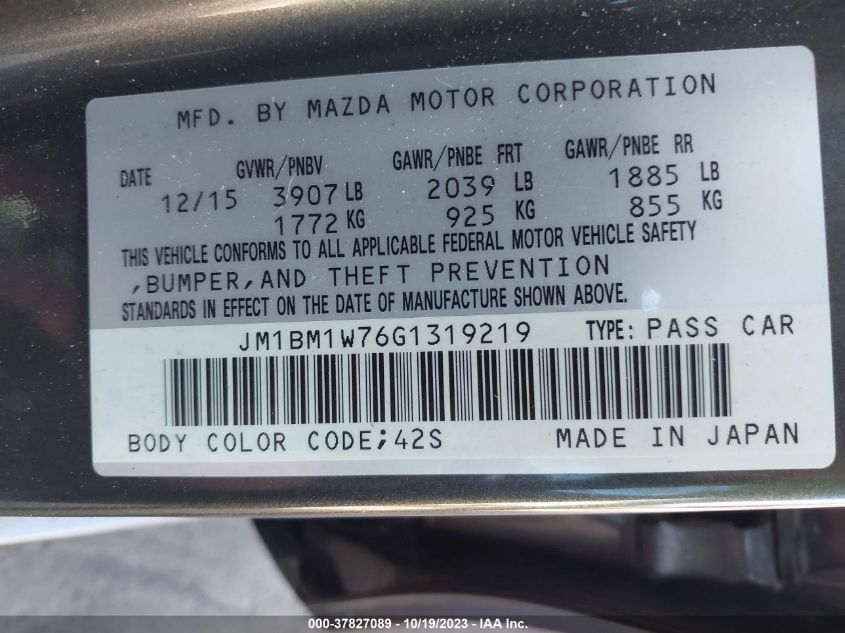 MFD. BY MAZDA MOTOR CORPORATION
DATE GVWR/PNBV GAWR/PNBE FRT GAWR/PNBE RR
12/15 3907 LB 2039 LB 1885 LB
1772 KG 925 KG 855 KG
THIS VEHICLE CONFORMS TO ALL APPLICABLE FEDERAL MOTOR VEHICLE SAFETY
,BUMPER,AND THEFT PREVENTION
STANDARDS IN EFFECT ON THE DATE OF MANUFACTURE SHOWN ABOVE.
JM1BM1W76G1319219 TYPE: PASS CAR
BODY COLOR CODE;42S MADE IN JAPAN
000-37827089 - 10/19/2023 - IAA Inc.